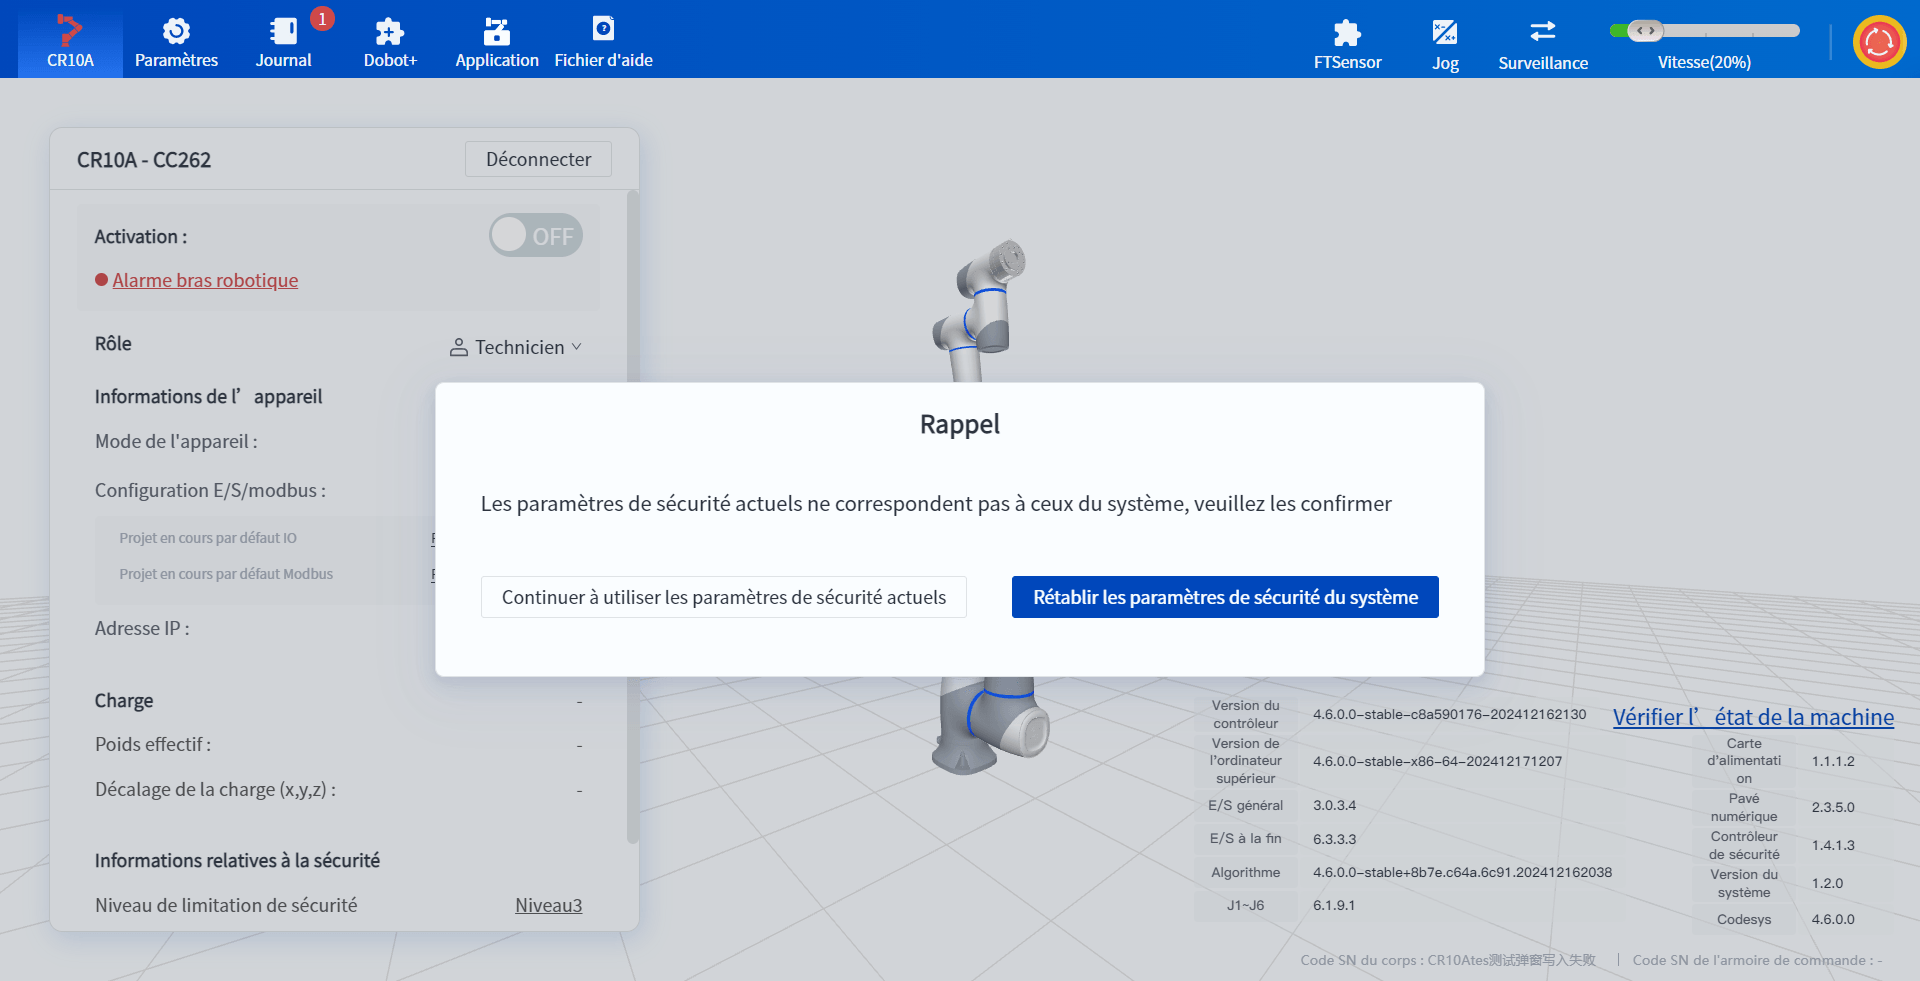 CR10A
Paramètres
Journal
1
Dobot+
Application
Fichier d'aide
FTSensor
Jog
Surveillance
Vitesse(20%)
CR10A - CC262
Déconnecter
Activation :
OFF
Alarme bras robotique
Rôle
Technicien
Informations de l’appareil
Mode de l'appareil :
Configuration E/S/modbus :
Projet en cours par défaut IO
Projet en cours par défaut Modbus
Adresse IP :
Charge -
Poids effectif : -
Décalage de la charge (x,y,z) : -
Informations relatives à la sécurité
Niveau de limitation de sécurité Niveau3
Rappel
Les paramètres de sécurité actuels ne correspondent pas à ceux du système, veuillez les confirmer
Continuer à utiliser les paramètres de sécurité actuels
Rétablir les paramètres de sécurité du système
Version du
contrôleur
4.6.0.0-stable-c8a590176-202412162130
Version de
l'ordinateur
supérieur
4.6.0.0-stable-x86-64-202412171207
E/S général 3.0.3.4
E/S à la fin 6.3.3.3
Algorithme 4.6.0.0-stable+8b7e.c64a.6c91.202412162038
J1~J6 6.1.9.1
Vérifier l’état de la machine
Carte
d'alimentati
on
1.1.1.2
Pavé
numérique
2.3.5.0
Contrôleur
de sécurité
1.4.1.3
Version du
système
1.2.0
Codesys 4.6.0.0
Code SN du corps : CR10Ates测试弹窗写入失败 | Code SN de l'armoire de commande : -